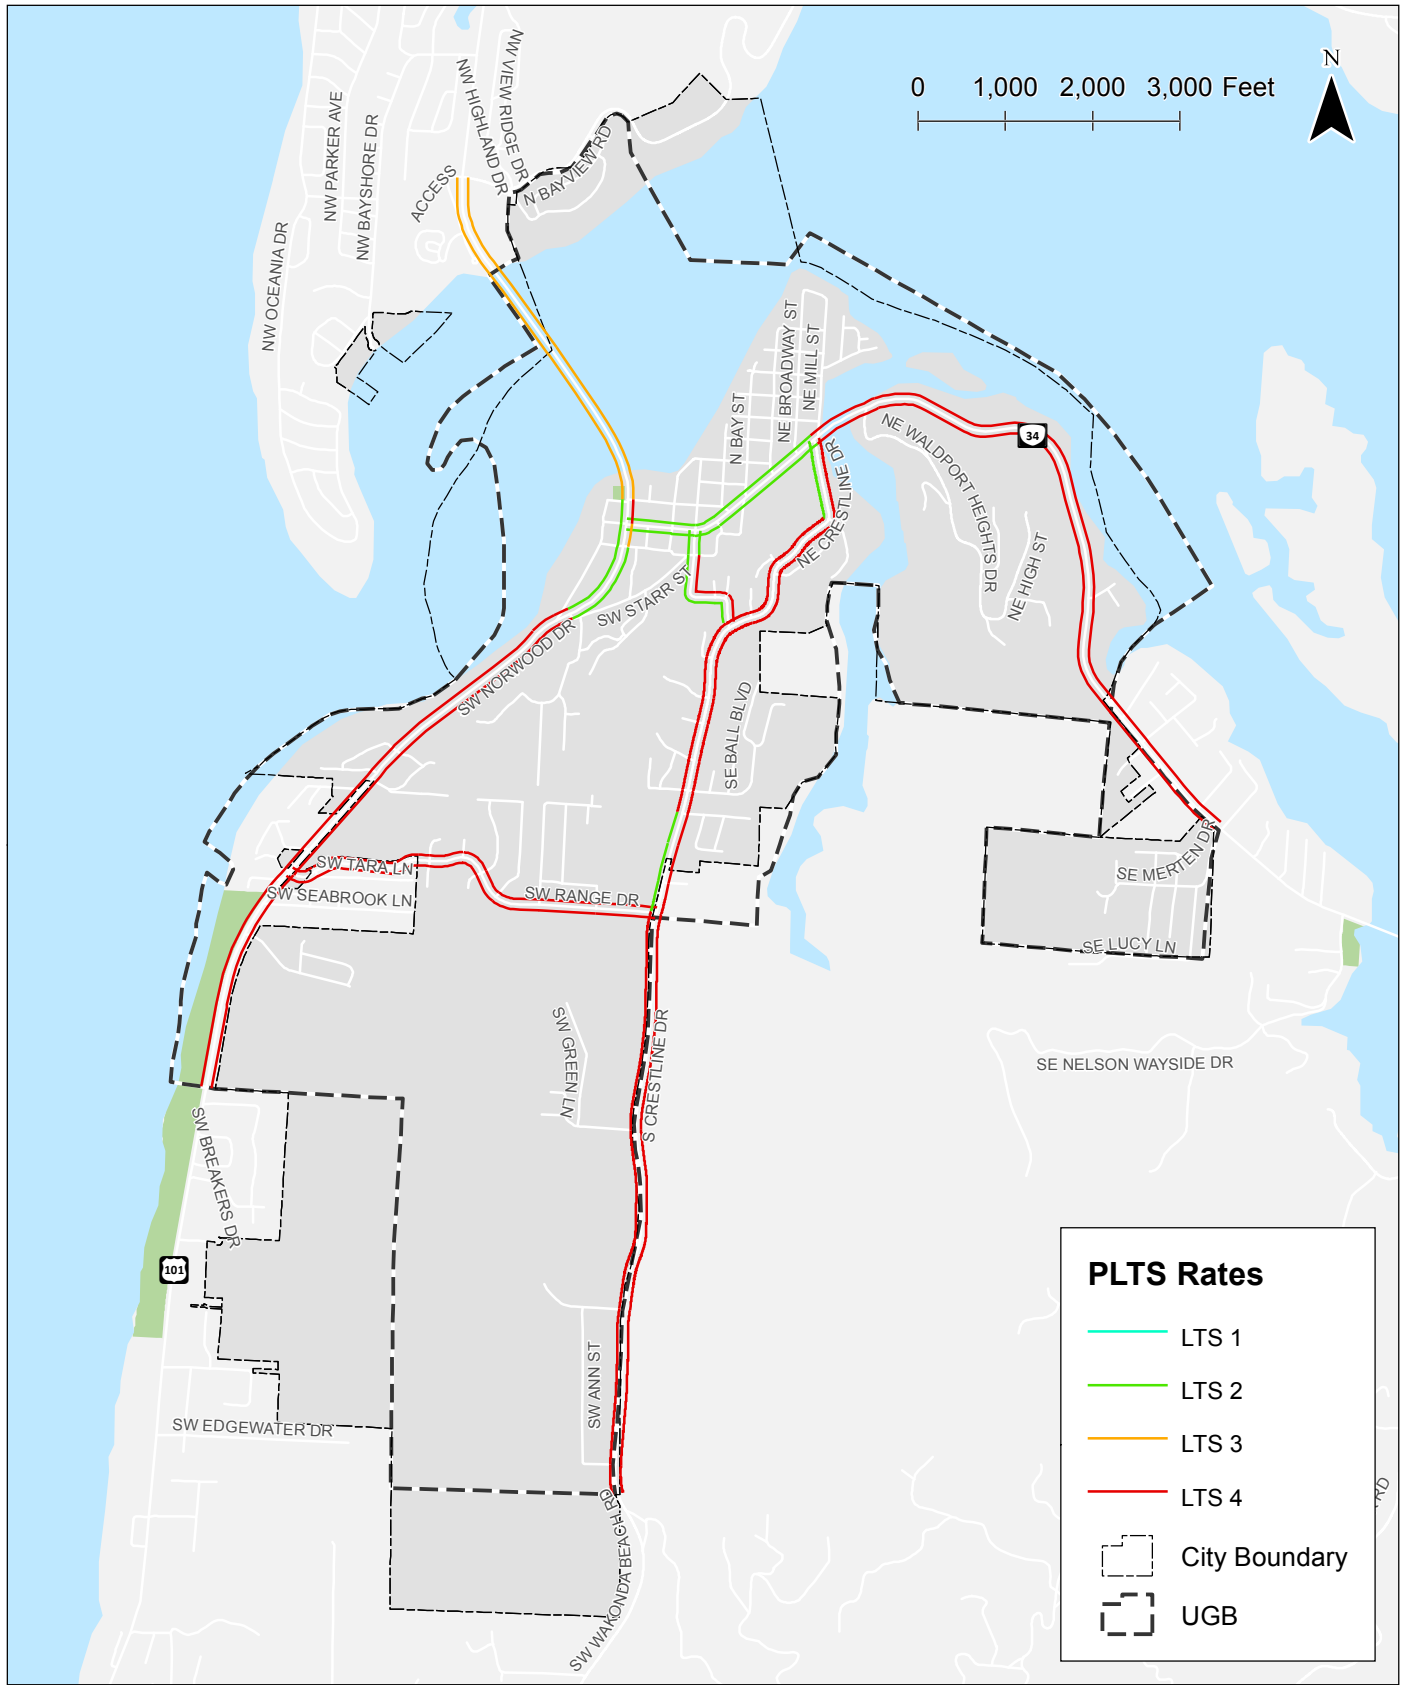 N
0 1,000 2,000 3,000 Feet
NW VIEW RIDGE DR
NW HIGHLAND DR
NW PARKER AVE
NW BAYSHORE DR
N BAYVIEW RD
ACCESS
NW OCEANIA DR
NE BROADWAY ST
NE MILL ST
N BAY ST
NE CRESTLINE DR
NE WALDPORT HEIGHTS DR
34
NE CRESTLINE DR
NE HIGH ST
SW STARR ST
SW NORWOOD DR
SE BALL BLVD
SW TARA LN
SW SEABROOK LN
SW RANGE DR
SE MERTEN DR
SE LUCY LN
SW GREEN LN
S CRESTLINE DR
SE NELSON WAYSIDE DR
SW BREAKERS DR
101
SW ANN ST
SW EDGEWATER DR
SW WAKONDA BEACH RD
RD
PLTS Rates
LTS 1
LTS 2
LTS 3
LTS 4
City Boundary
UGB